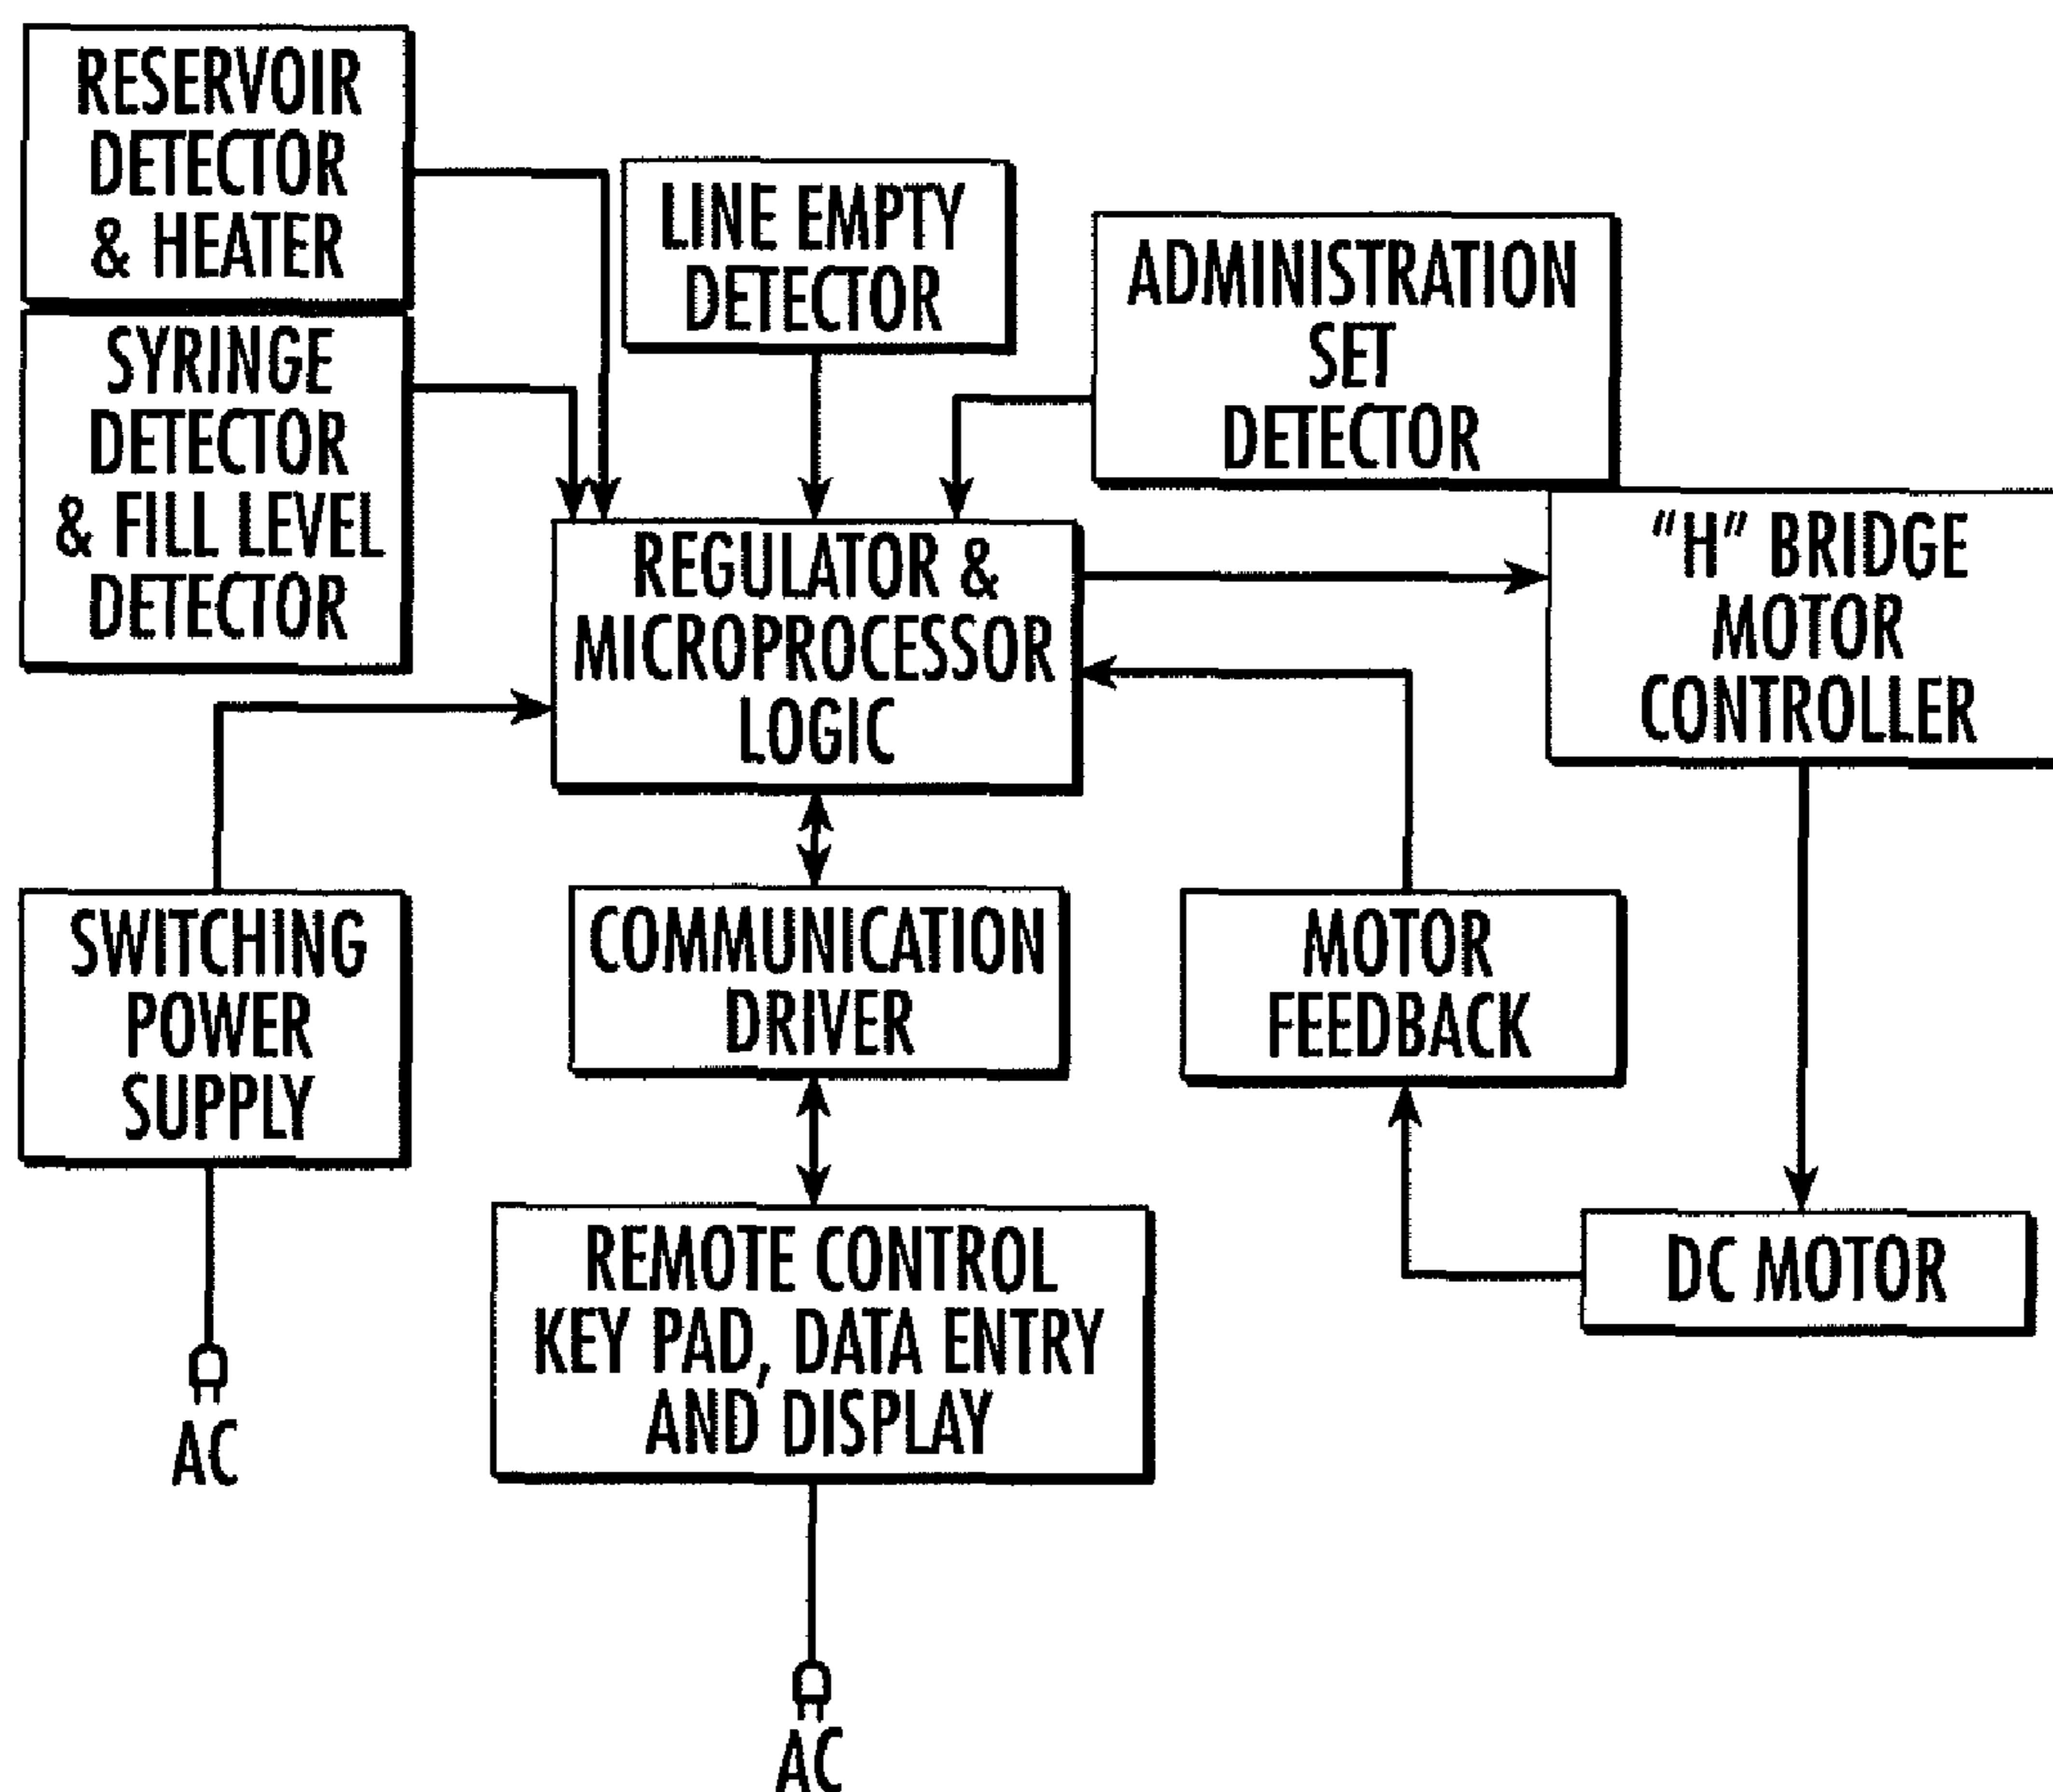 RESERVOIR
DETECTOR
& HEATER
SYRINGE
DETECTOR
& FILL LEVEL
DETECTOR
LINE EMPTY
DETECTOR
ADMINISTRATION
SET
DETECTOR
REGULATOR &
MICROPROCESSOR
LOGIC
"H" BRIDGE
MOTOR
CONTROLLER
SWITCHING
POWER
SUPPLY
COMMUNICATION
DRIVER
MOTOR
FEEDBACK
REMOTE CONTROL
KEY PAD, DATA ENTRY
AND DISPLAY
DC MOTOR
AC
AC